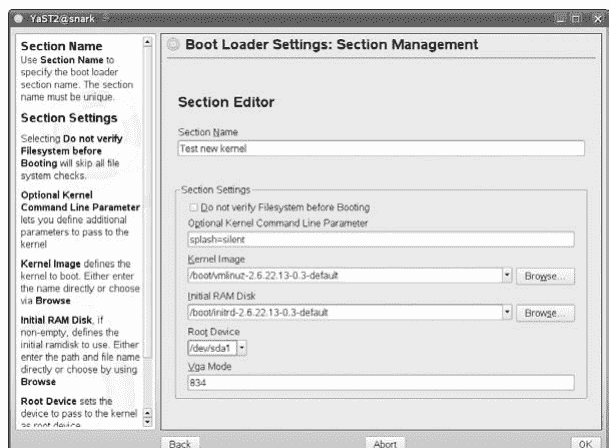 YaST2@snark
Section Name
Use Section Name to
specify the boot loader
section name. The section
name must be unique.
Section Settings
Selecting Do not verify
Filesystem before
Booting will skip all file
system checks.
Optional Kernel
Command Line Parameter
lets you define additional
parameters to pass to the
kernel
Kernel Image defines the
kernel to boot. Either enter
the name directly or choose
via Browse
Initial RAM Disk, if
non-empty, defines the
initial ramdisk to use. Either
enter the path and file name
directly or choose by using
Browse
Root Device sets the
device to pass to the kernel
as root device
Boot Loader Settings: Section Management
Section Editor
Section Name
Test new kernel
Section Settings
Do not verify Filesystem before Booting
Optional Kernel Command Line Parameter
splash=silent
Kernel Image
/boot/vmlinuz-2.6.22.13-0.3-default
Browse...
Initial RAM Disk
/boot/initrd-2.6.22.13-0.3-default
Browse...
Root Device
/dev/sda1
Vga Mode
834
Back
Abort
OK